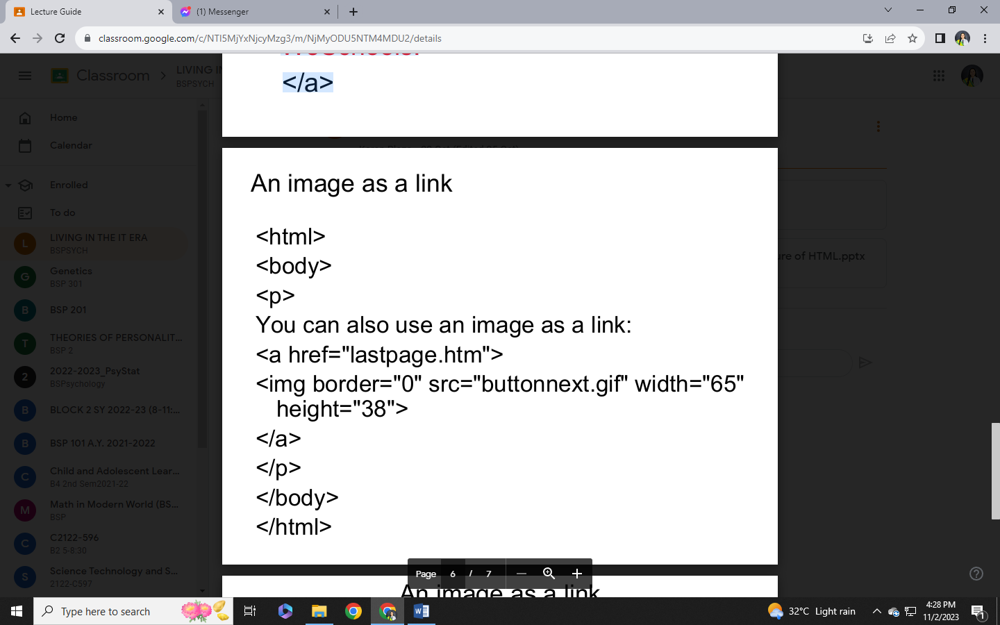 Lecture Guide
(1) Messenger
classroom.google.com/c/NTI5MjYxNjcyMzg3/m/NjMyODU5NTM4MDU2/details
</a>
Classroom
LIVING IN
BSPSYCH
Home
Calendar
Enrolled
To do
L
LIVING IN THE IT ERA
BSPSYCH
G
Genetics
BSP 301
B
BSP 201
T
THEORIES OF PERSONALIT...
BSP 2
2
2022-2023_PsyStat
BSPsychology
B
BLOCK 2 SY 2022-23 (8-11:...
B
BSP 101 A.Y. 2021-2022
C
Child and Adolescent Lear...
B4 2nd Sem2021-22
M
Math in Modern World (BS...
BSP
C
C2122-596
B2 5-8:30
S
Science Technology and S...
2122-C597
An image as a link
<html>
<body>
<p>
You can also use an image as a link:
<a href="lastpage.htm">
<img border="0" src="buttonnext.gif" width="65"
height="38">
</a>
</p>
</body>
</html>
ure of HTML.pptx
Page 6 / 7
An image as a link
Type here to search
32°C Light rain
4:28 PM
11/2/2023
1